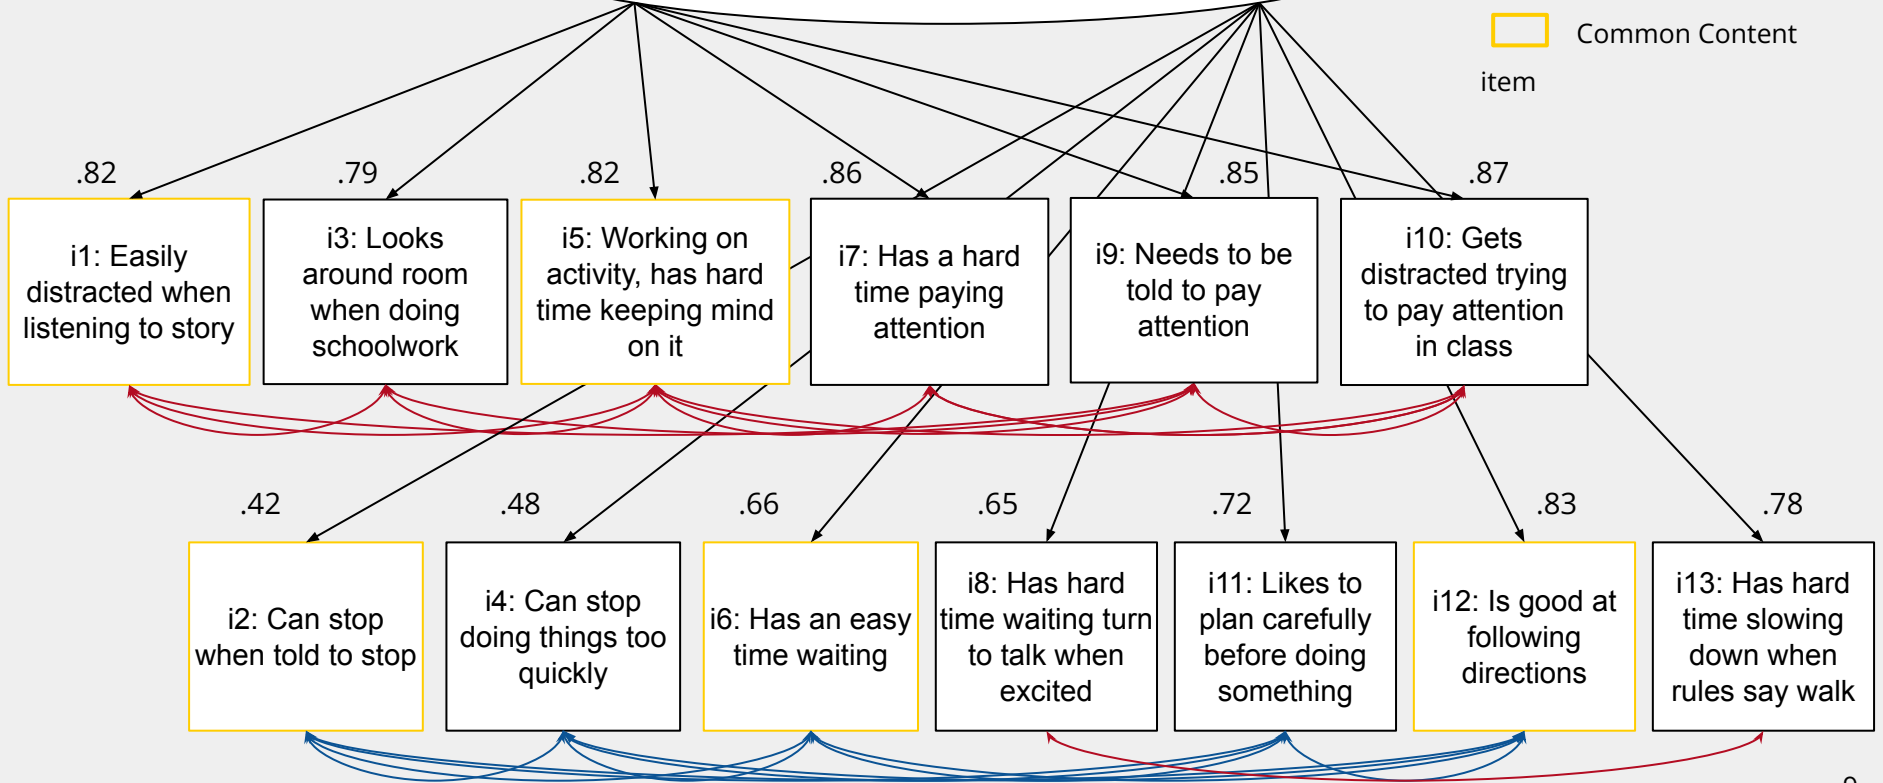 Common Content
item
.82
.79
.82
.86
.85
.87
i1: Easily
distracted when
listening to story
i3: Looks
around room
when doing
schoolwork
i5: Working on
activity, has hard
time keeping mind
on it
i7: Has a hard
time paying
attention
i9: Needs to be
told to pay
attention
i10: Gets
distracted trying
to pay attention
in class
.42
.48
.66
.65
.72
.83
.78
i2: Can stop
when told to stop
i4: Can stop
doing things too
quickly
i6: Has an easy
time waiting
i8: Has hard
time waiting turn
to talk when
excited
i11: Likes to
plan carefully
before doing
something
i12: Is good at
following
directions
i13: Has hard
time slowing
down when
rules say walk